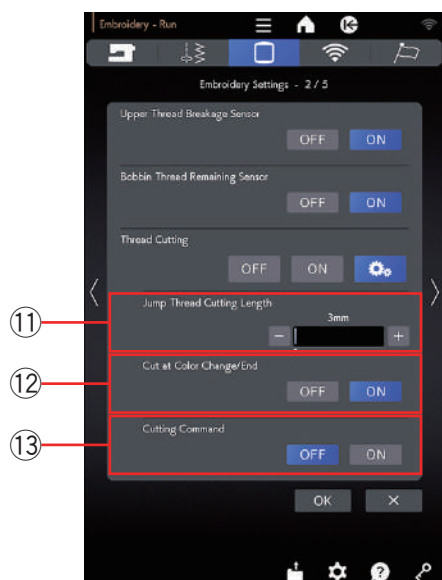 Embroidery - Run
Embroidery Settings - 2 / 5
Upper Thread Breakage Sensor
OFF ON
Bobbin Thread Remaining Sensor
OFF ON
Thread Cutting
OFF ON
⑪ Jump Thread Cutting Length
3mm
− +
⑫ Cut at Color Change/End
OFF ON
⑬ Cutting Command
OFF ON
OK ×
?